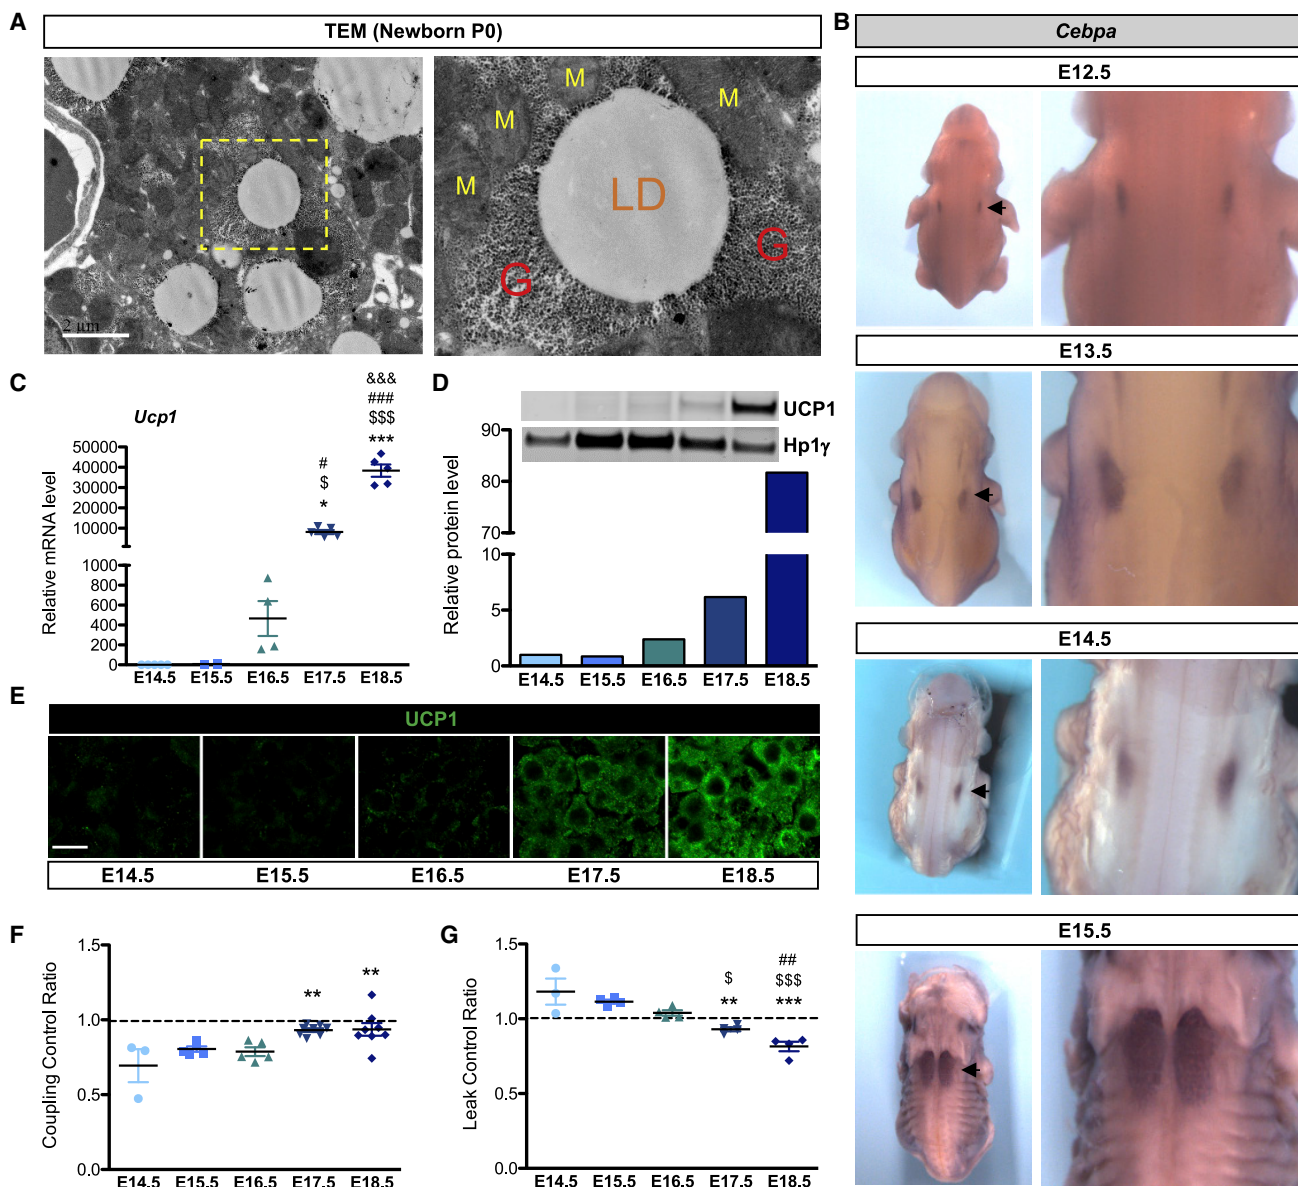 A
TEM (Newborn P0)
2 μm
M
M
M
M
LD
G
G
B
Cebpa
E12.5
E13.5
E14.5
E15.5
C
Ucp1
Relative mRNA level
50000
40000
30000
20000
10000
1000
800
600
400
200
0
#
$
*
&&&
###
$$$
***
E14.5 E15.5 E16.5 E17.5 E18.5
D
UCP1
Hp1γ
Relative protein level
90
80
70
10
5
0
E14.5 E15.5 E16.5 E17.5 E18.5
E
UCP1
E14.5 E15.5 E16.5 E17.5 E18.5
F
Coupling Control Ratio
1.5
1.0
0.5
0.0
**
**
E14.5 E15.5 E16.5 E17.5 E18.5
G
Leak Control Ratio
1.5
1.0
0.5
0.0
$
**
##
$$$
***
E14.5 E15.5 E16.5 E17.5 E18.5